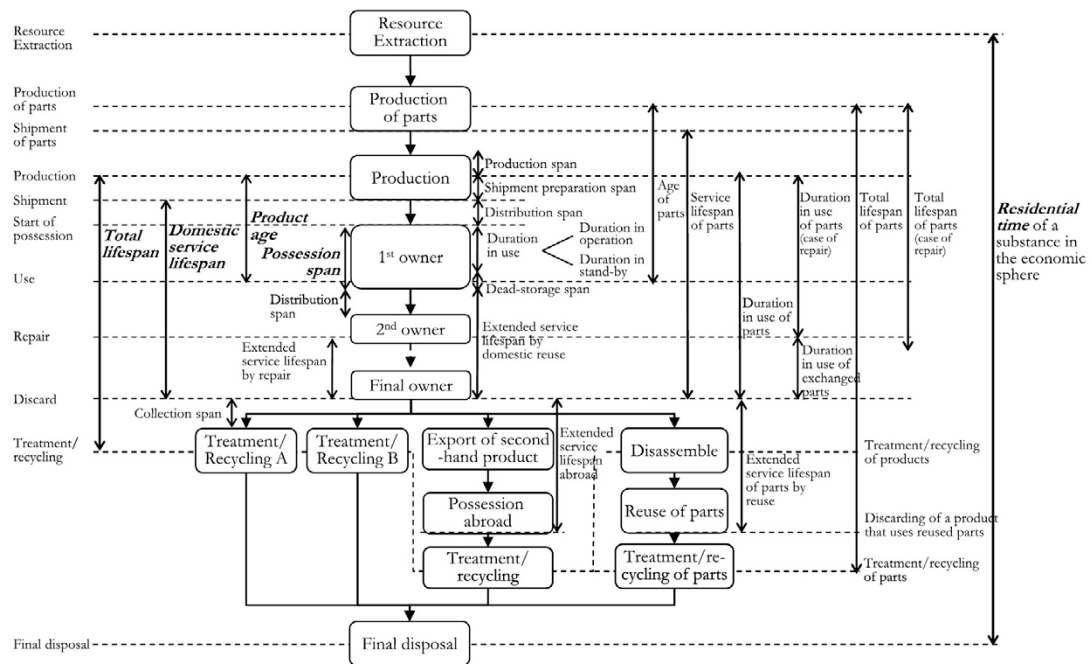 Resource
Extraction
Resource
Extraction
Production
of parts
Production
of parts
Shipment
of parts
Production
Production
Production span
Shipment preparation span
Shipment
Distribution span
Start of
possession
Total
lifespan
Domestic
service
lifespan
Product
age
Possession
span
1st owner
Duration
in use
Duration in
operation
Duration in
stand-by
Age
of
parts
Service
lifespan
of parts
Duration
in use
of parts
(case of
repair)
Total
lifespan
of parts
Total
lifespan
of parts
(case of
repair)
Residential
time of a
substance in
the economic
sphere
Use
Dead-storage span
Distribution
span
2nd owner
Extended service
lifespan by
domestic reuse
Duration
in use of
parts
Repair
Extended
service lifespan
by repair
Final owner
Duration
in use of
exchanged
parts
Discard
Collection span
Treatment/
recycling
Treatment/
Recycling A
Treatment/
Recycling B
Export of second
-hand product
Extended
service
lifespan
abroad
Disassemble
Extended
service lifespan
of parts by
reuse
Treatment/recycling
of products
Possession
abroad
Reuse of parts
Discarding of a product
that uses reused parts
Treatment/
recycling
Treatment/re-
cycling of parts
Treatment/recycling
of parts
Final disposal
Final disposal